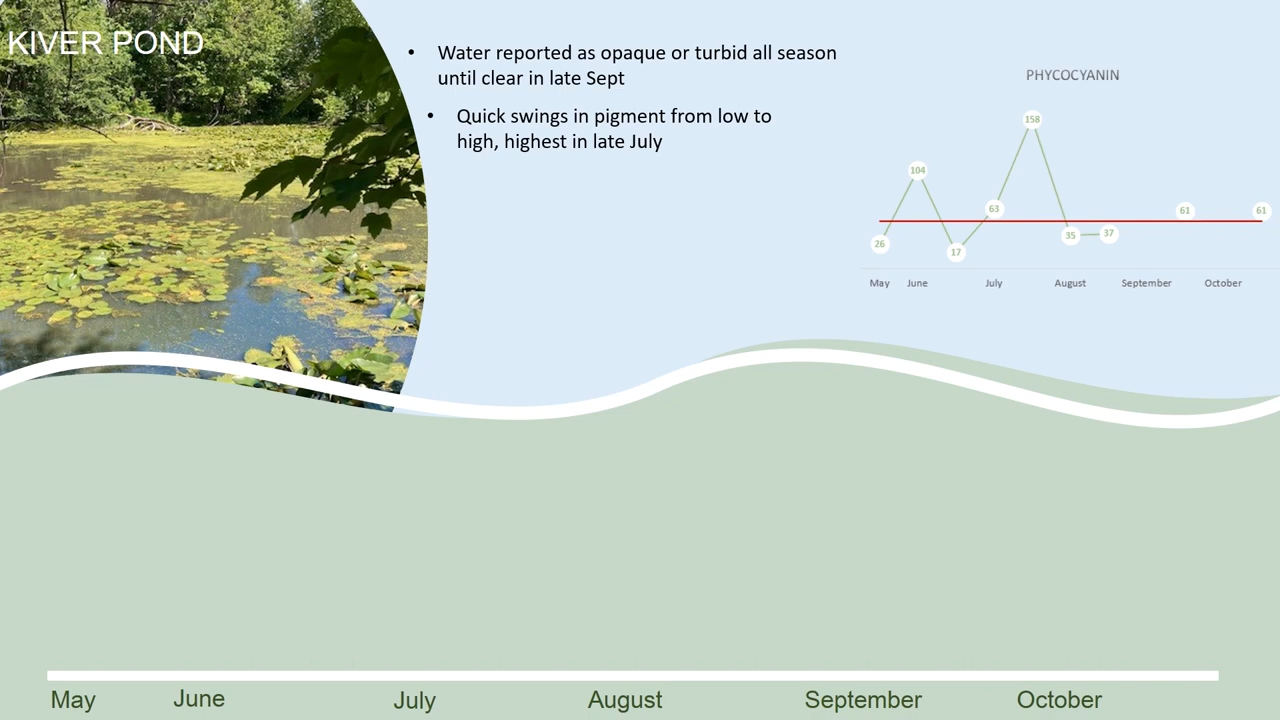 KIVER POND
• Water reported as opaque or turbid all season
until clear in late Sept
• Quick swings in pigment from low to
high, highest in late July
PHYCOCYANIN
158
104
63
61
61
26
17
35
37
May June July August September October
May June July August September October